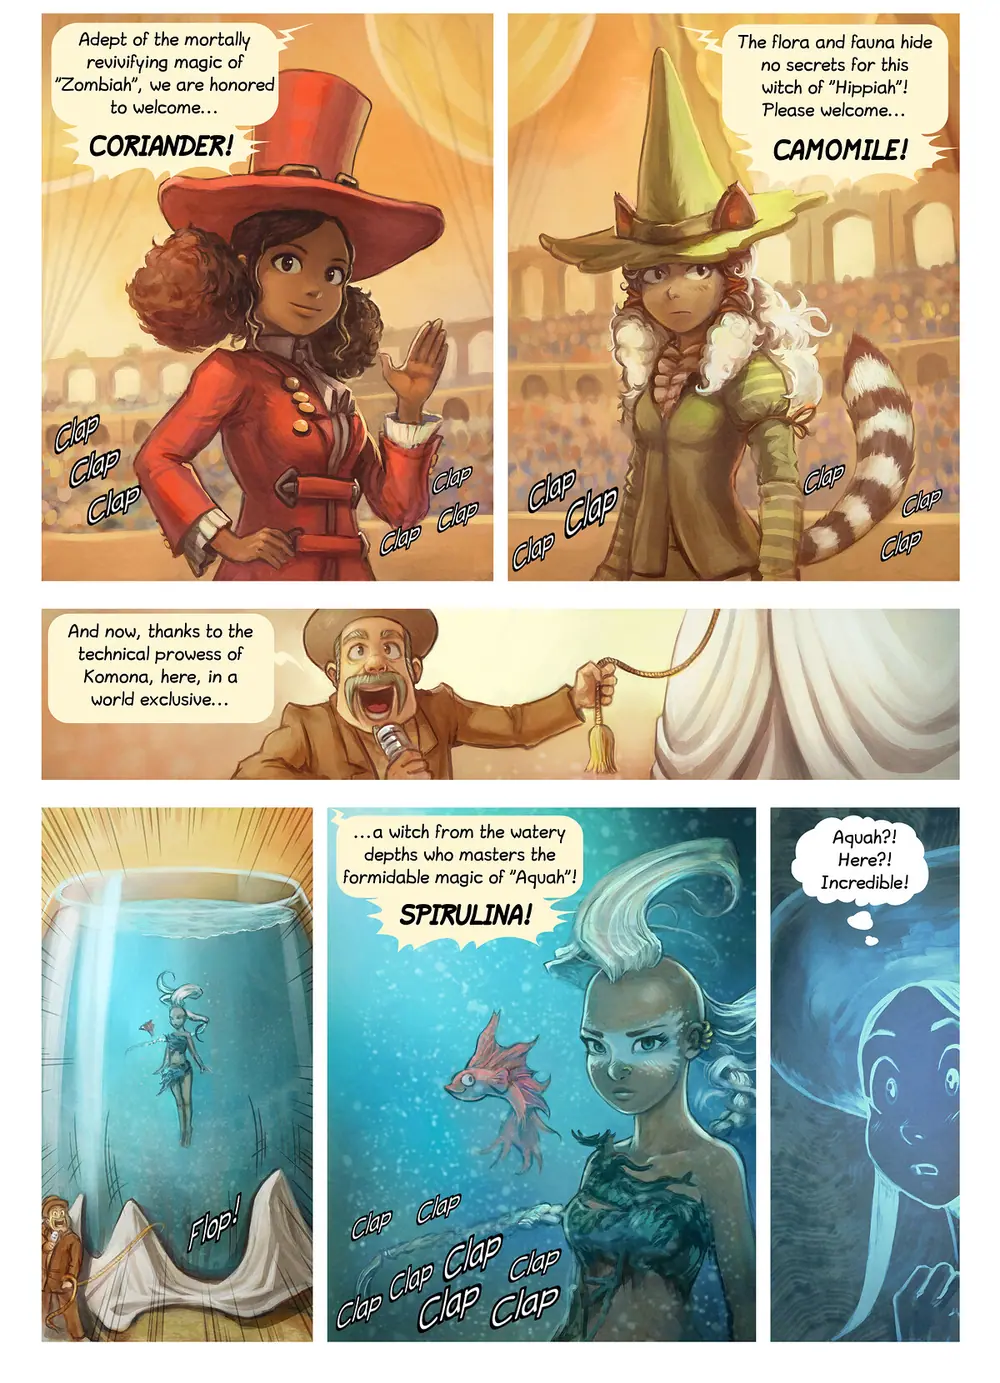 Adept of the mortally
revivifying magic of
"Zombiah", we are honored
to welcome...
CORIANDER!
Clap
Clap
Clap
Clap
Clap
Clap
The flora and fauna hide
no secrets for this
witch of "Hippiah"!
Please welcome...
CAMOMILE!
Clap
Clap
Clap
Clap
Clap
Clap
And now, thanks to the
technical prowess of
Komona, here, in a
world exclusive...
Flop!
...a witch from the watery
depths who masters the
formidable magic of "Aquah"!
SPIRULINA!
Clap
Clap
Clap
Clap
Clap
Clap
Clap
Clap
Aquah?!
Here?!
Incredible!